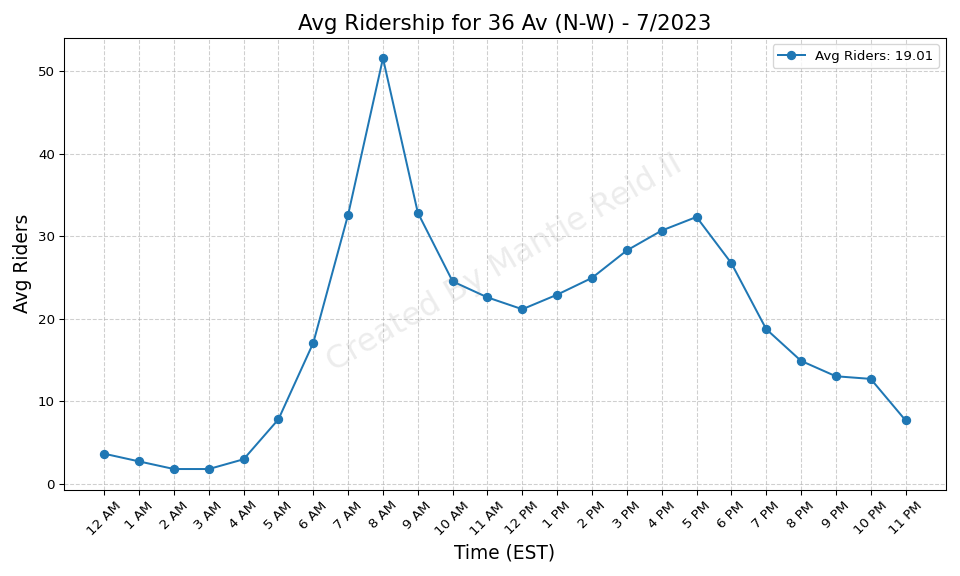 Avg Ridership for 36 Av (N-W) - 7/2023
Avg Riders: 19.01
Avg Riders
50
40
30
20
10
0
Created By Mantie Reid II
12 AM
1 AM
2 AM
3 AM
4 AM
5 AM
6 AM
7 AM
8 AM
9 AM
10 AM
11 AM
12 PM
1 PM
2 PM
3 PM
4 PM
5 PM
6 PM
7 PM
8 PM
9 PM
10 PM
11 PM
Time (EST)